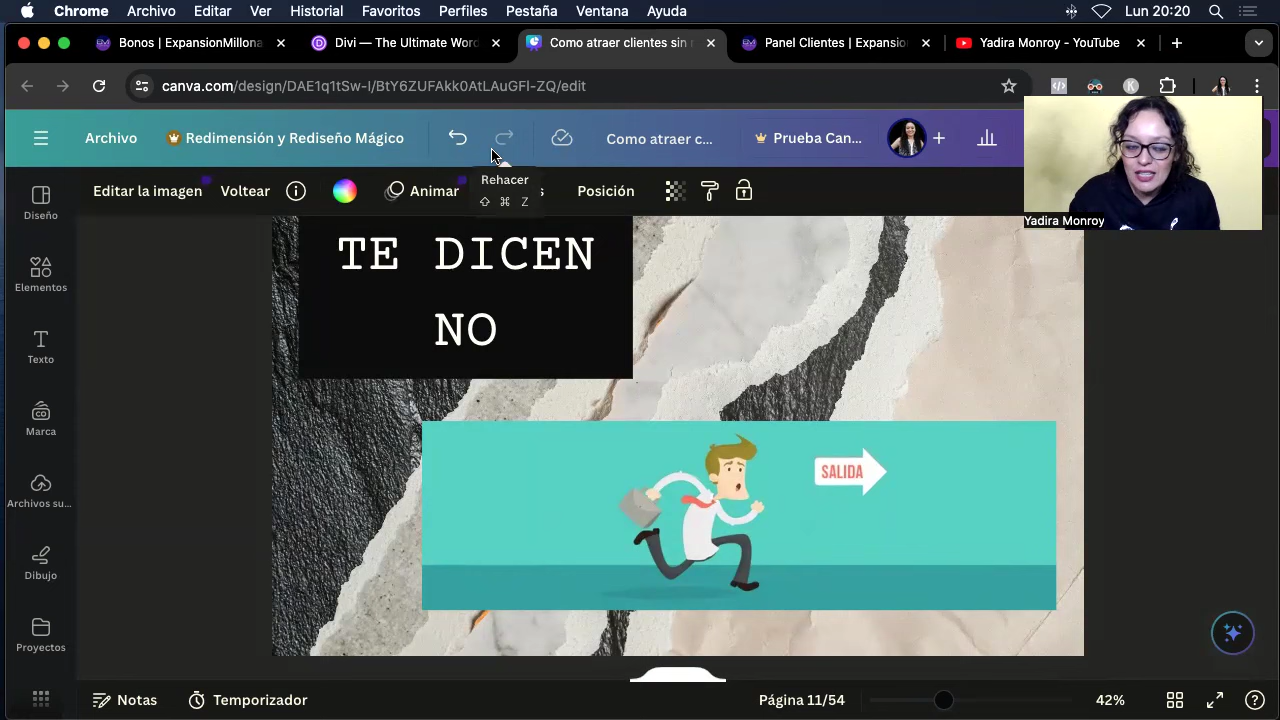 Chrome Archivo Editar Ver Historial Favoritos Perfiles Pestaña Ventana Ayuda Lun 20:20
Bonos | ExpansionMillona
Divi — The Ultimate Word
Como atraer clientes sin
Panel Clientes | Expansio
Yadira Monroy - YouTube
canva.com/design/DAE1q1tSw-I/BtY6ZUFAkk0AtLAuGFl-ZQ/edit
K
Archivo Redimensión y Rediseño Mágico Como atraer c... Prueba Can...
Editar la imagen Voltear Animar Posición
Rehacer
⇧ ⌘ Z
Yadira Monroy
Diseño
Elementos
Texto
CO
Marca
Archivos su...
Dibujo
Proyectos
TE DICEN
NO
SALIDA
Notas Temporizador Página 11/54 42%